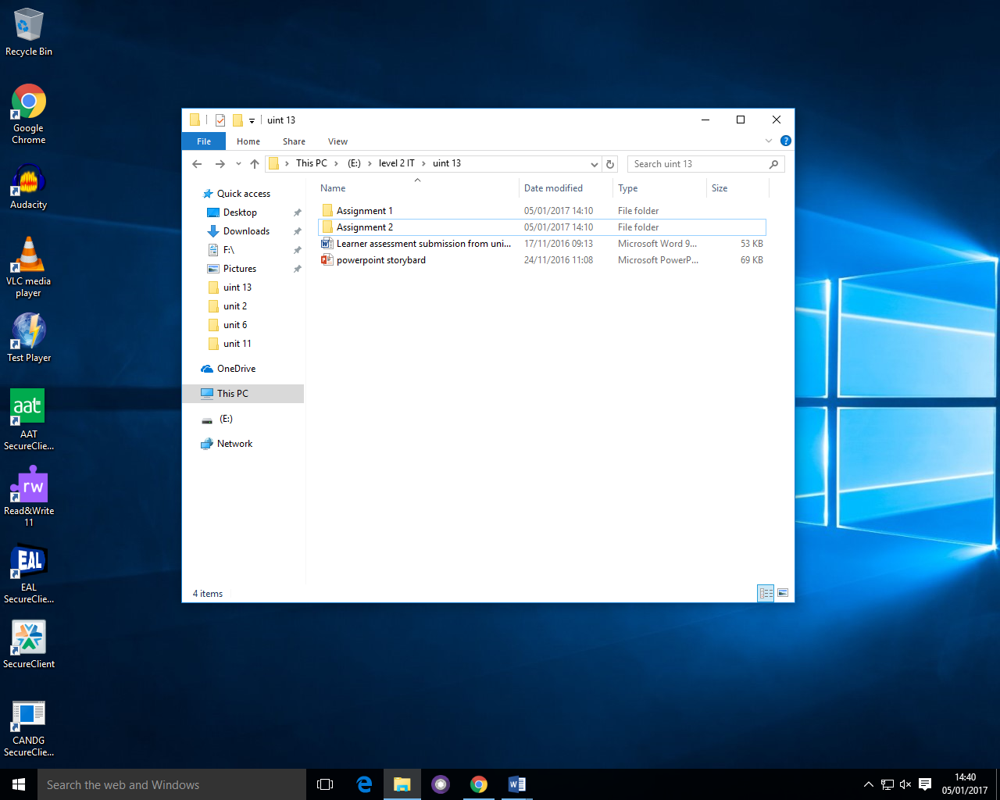 Recycle Bin
Google
Chrome
Audacity
VLC media
player
Test Player
aat
AAT
SecureClie...
rw
Read&Write
11
EAL
EAL
SecureClie...
SecureClient
CANDG
SecureClie...
uint 13
File Home Share View
This PC (E:) level 2 IT uint 13
Search uint 13
Quick access
Desktop
Downloads
F:\
Pictures
uint 13
unit 2
unit 6
unit 11
OneDrive
This PC
(E:)
Network
Name Date modified Type Size
Assignment 1 05/01/2017 14:10 File folder
Assignment 2 05/01/2017 14:10 File folder
Learner assessment submission from uni... 17/11/2016 09:13 Microsoft Word 9... 53 KB
powerpoint storybard 24/11/2016 11:08 Microsoft PowerP... 69 KB
4 items
Search the web and Windows
14:40
05/01/2017